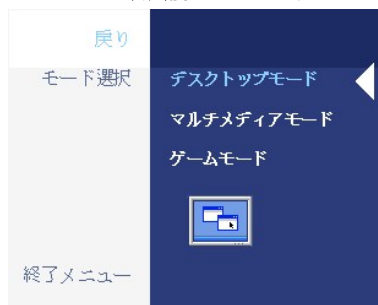 戻り
モード選択
デスクトップモード
マルチメディアモード
ゲームモード
終了メニュー